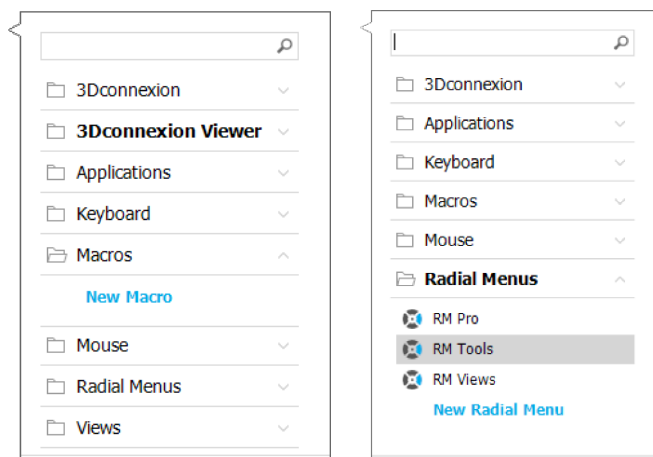 3Dconnexion
3Dconnexion Viewer
Applications
Keyboard
Macros
New Macro
Mouse
Radial Menus
Views
3Dconnexion
Applications
Keyboard
Macros
Mouse
Radial Menus
RM Pro
RM Tools
RM Views
New Radial Menu